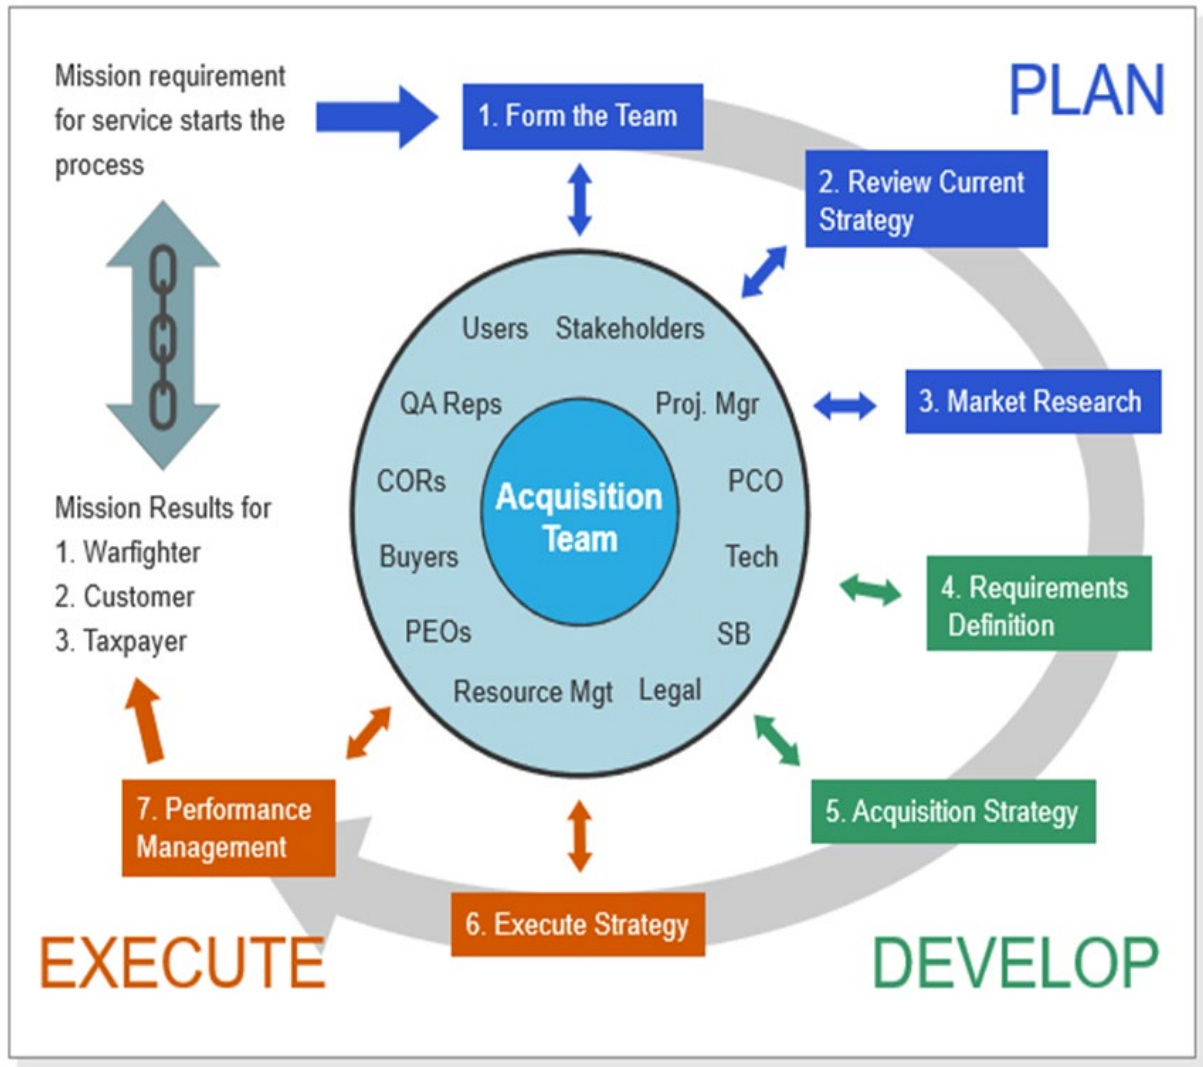 Mission requirement
for service starts the
process
1. Form the Team
PLAN
2. Review Current
Strategy
3. Market Research
Users Stakeholders
QA Reps Proj. Mgr
CORs PCO
Acquisition
Team
Buyers Tech
PEOs SB
Resource Mgt Legal
Mission Results for
1. Warfighter
2. Customer
3. Taxpayer
4. Requirements
Definition
5. Acquisition Strategy
6. Execute Strategy
7. Performance
Management
EXECUTE
DEVELOP